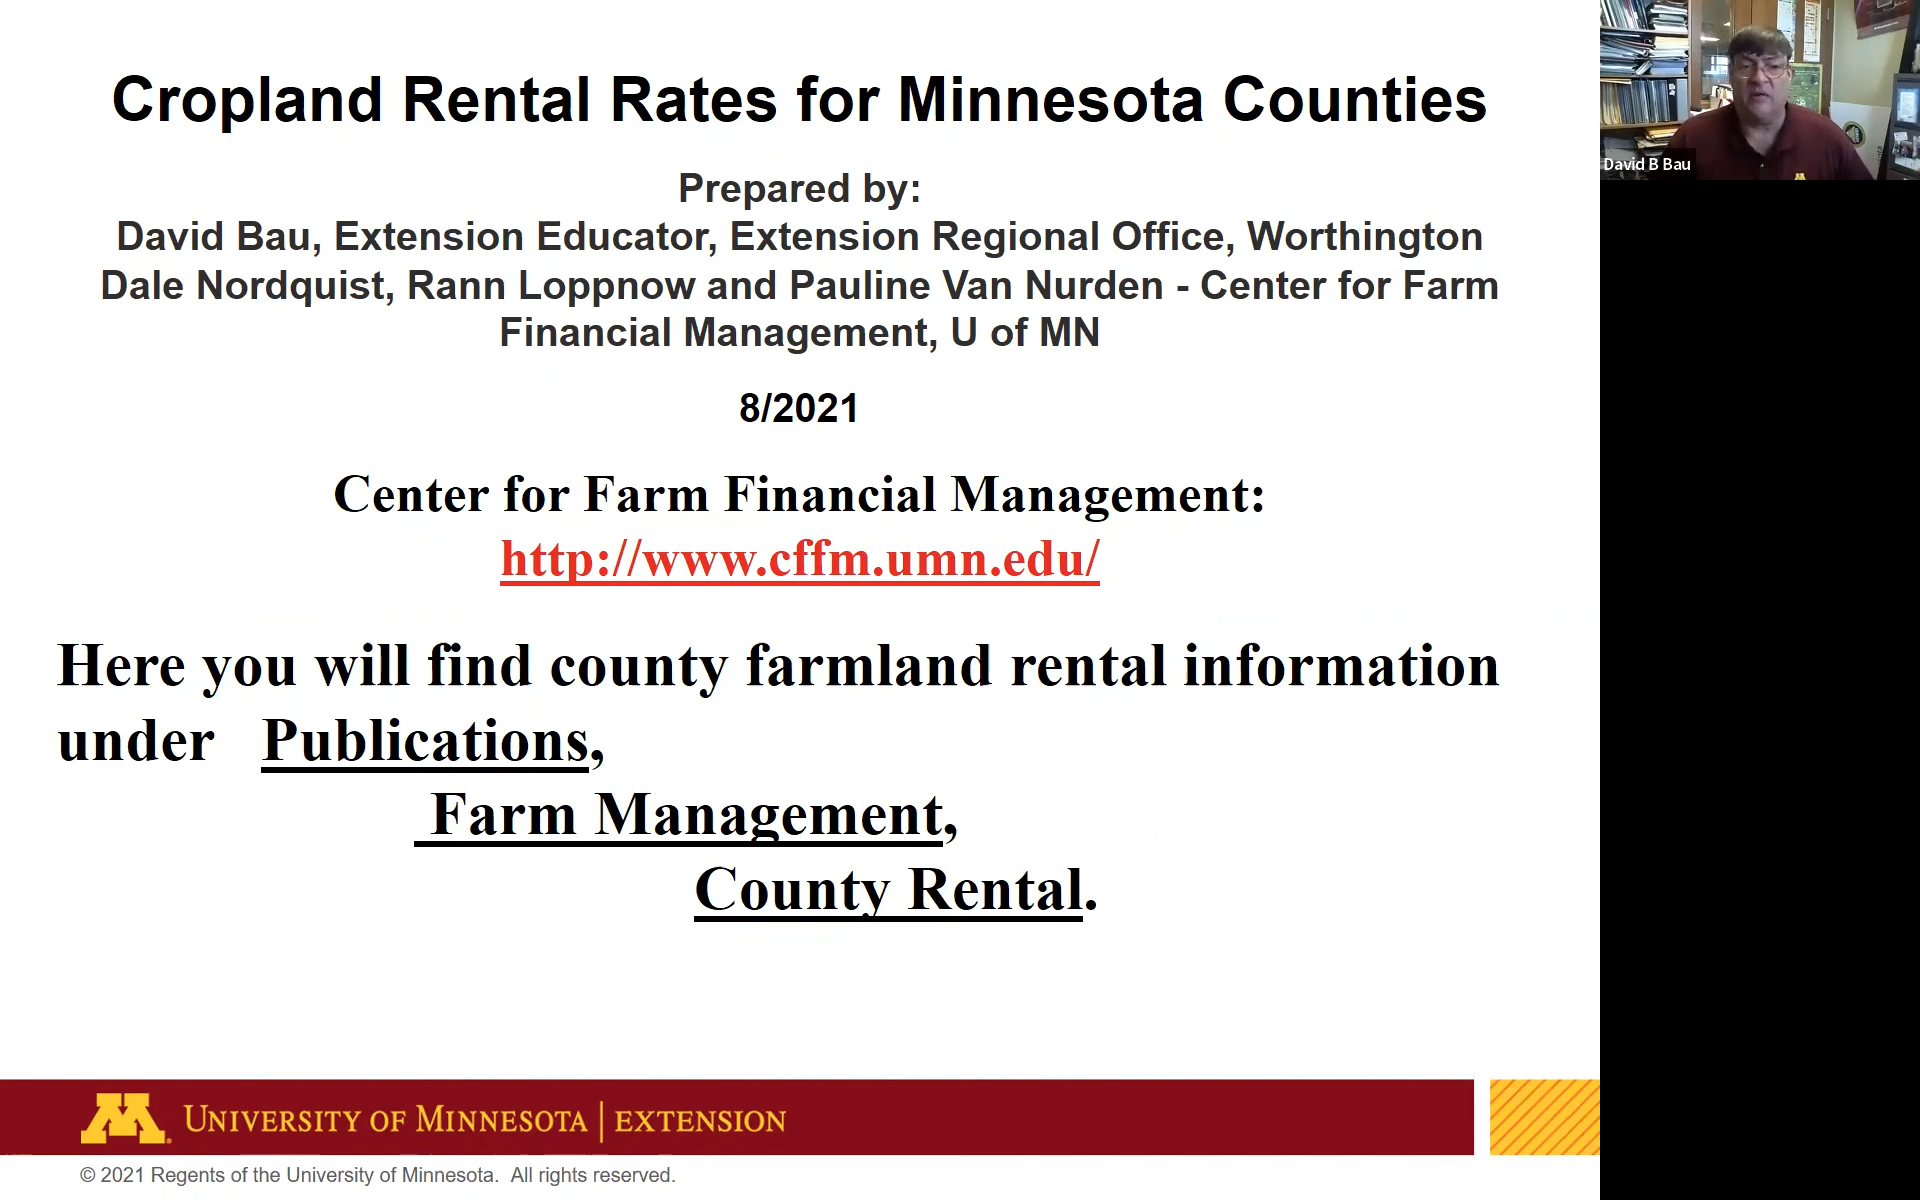 Cropland Rental Rates for Minnesota Counties
Prepared by:
David Bau, Extension Educator, Extension Regional Office, Worthington
Dale Nordquist, Rann Loppnow and Pauline Van Nurden - Center for Farm
Financial Management, U of MN
8/2021
Center for Farm Financial Management:
http://www.cffm.umn.edu/
Here you will find county farmland rental information
under Publications,
Farm Management,
County Rental.
M
UNIVERSITY OF MINNESOTA | EXTENSION
© 2021 Regents of the University of Minnesota. All rights reserved.
David B Bau